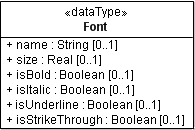 «dataType»
Font
+ name : String [0..1]
+ size : Real [0..1]
+ isBold : Boolean [0..1]
+ isItalic : Boolean [0..1]
+ isUnderline : Boolean [0..1]
+ isStrikeThrough : Boolean [0..1]